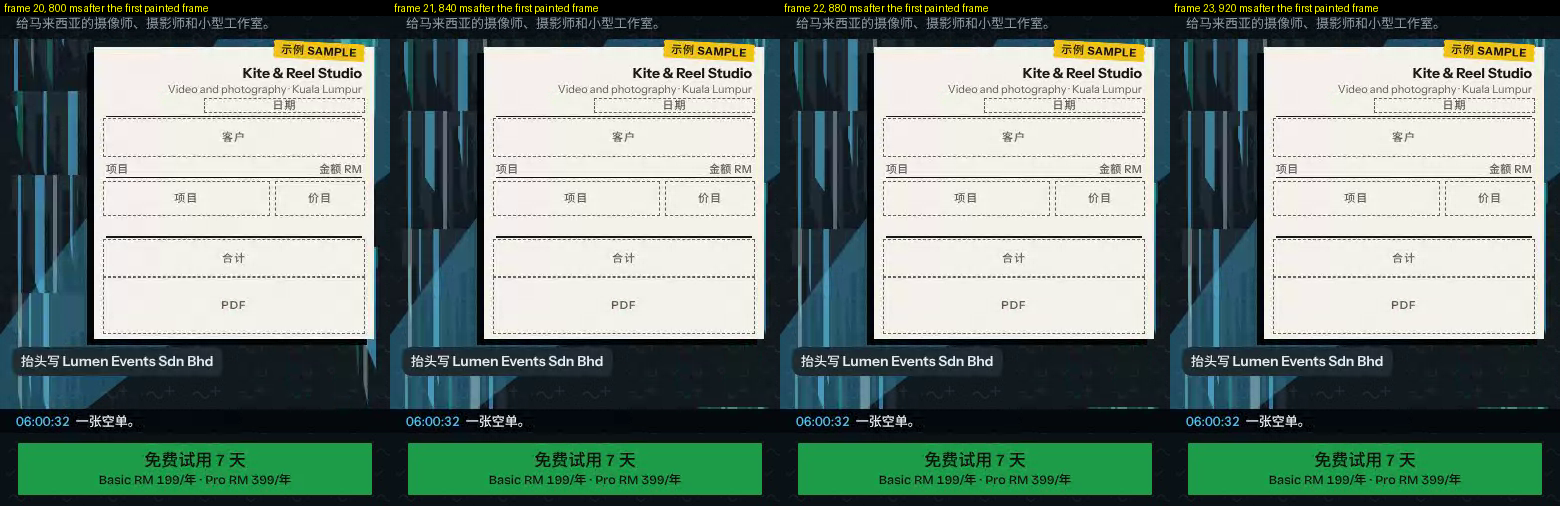 frame 20, 800 ms after the first painted frame
给马来西亚的摄像师、摄影师和小型工作室。
示例 SAMPLE
Kite & Reel Studio
Video and photography · Kuala Lumpur
日期
客户
项目 金额 RM
项目 价目
合计
PDF
抬头写 Lumen Events Sdn Bhd
06:00:32 一张空单。
免费试用 7 天
Basic RM 199/年 · Pro RM 399/年
frame 21, 840 ms after the first painted frame
给马来西亚的摄像师、摄影师和小型工作室。
示例 SAMPLE
Kite & Reel Studio
Video and photography · Kuala Lumpur
日期
客户
项目 金额 RM
项目 价目
合计
PDF
抬头写 Lumen Events Sdn Bhd
06:00:32 一张空单。
免费试用 7 天
Basic RM 199/年 · Pro RM 399/年
frame 22, 880 ms after the first painted frame
给马来西亚的摄像师、摄影师和小型工作室。
示例 SAMPLE
Kite & Reel Studio
Video and photography · Kuala Lumpur
日期
客户
项目 金额 RM
项目 价目
合计
PDF
抬头写 Lumen Events Sdn Bhd
06:00:32 一张空单。
免费试用 7 天
Basic RM 199/年 · Pro RM 399/年
frame 23, 920 ms after the first painted frame
给马来西亚的摄像师、摄影师和小型工作室。
示例 SAMPLE
Kite & Reel Studio
Video and photography · Kuala Lumpur
日期
客户
项目 金额 RM
项目 价目
合计
PDF
抬头写 Lumen Events Sdn Bhd
06:00:32 一张空单。
免费试用 7 天
Basic RM 199/年 · Pro RM 399/年